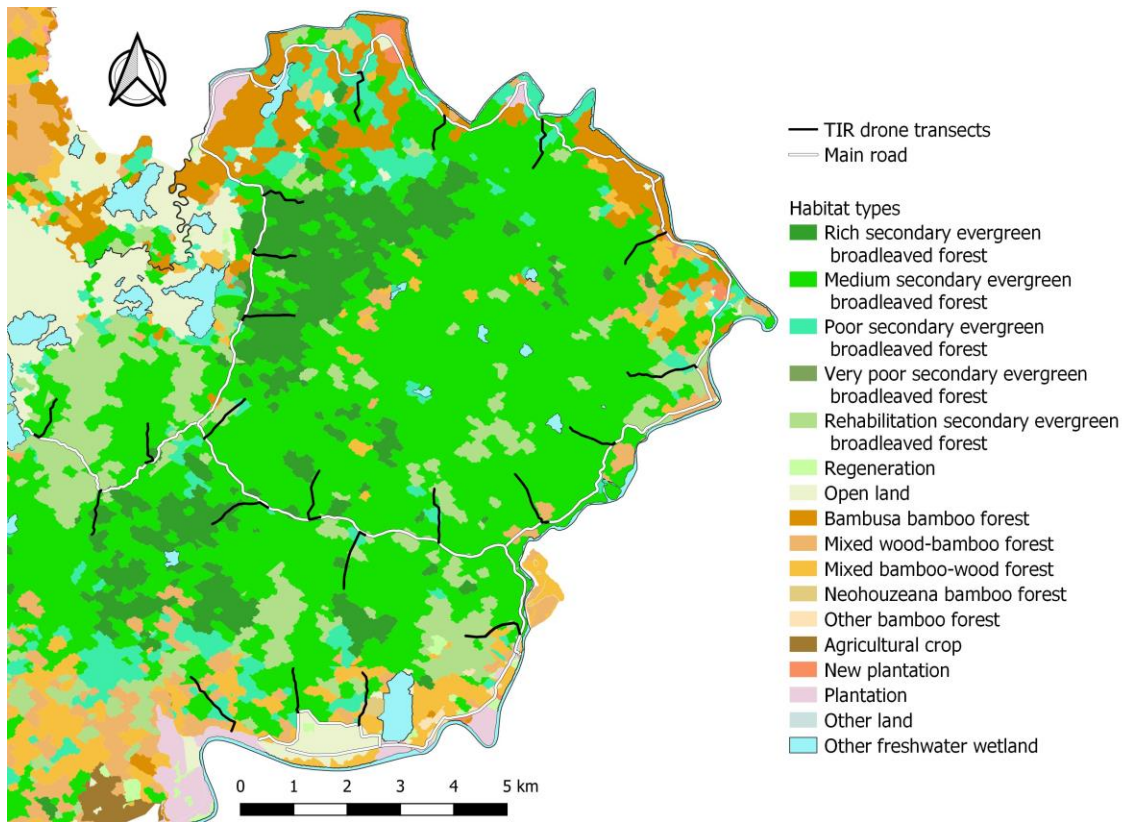 TIR drone transects
Main road
Habitat types
Rich secondary evergreen
broadleaved forest
Medium secondary evergreen
broadleaved forest
Poor secondary evergreen
broadleaved forest
Very poor secondary evergreen
broadleaved forest
Rehabilitation secondary evergreen
broadleaved forest
Regeneration
Open land
Bambusa bamboo forest
Mixed wood-bamboo forest
Mixed bamboo-wood forest
Neohouzeana bamboo forest
Other bamboo forest
Agricultural crop
New plantation
Plantation
Other land
Other freshwater wetland
0 1 2 3 4 5 km